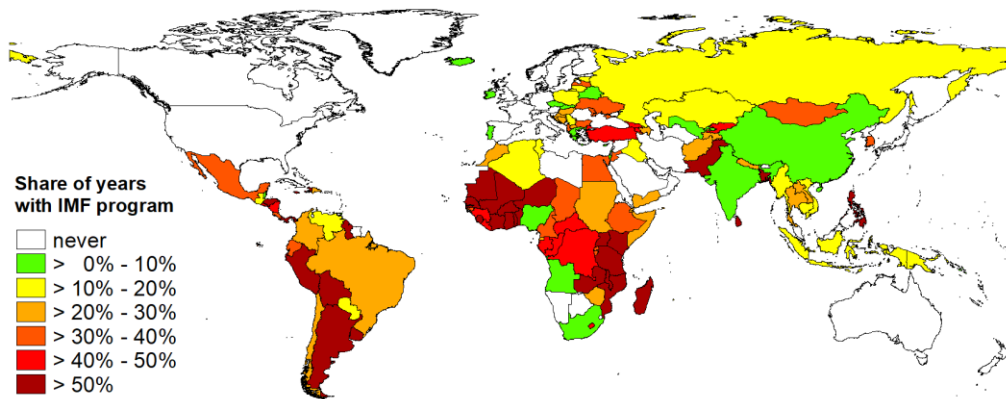 Share of years
with IMF program
never
> 0% - 10%
> 10% - 20%
> 20% - 30%
> 30% - 40%
> 40% - 50%
> 50%